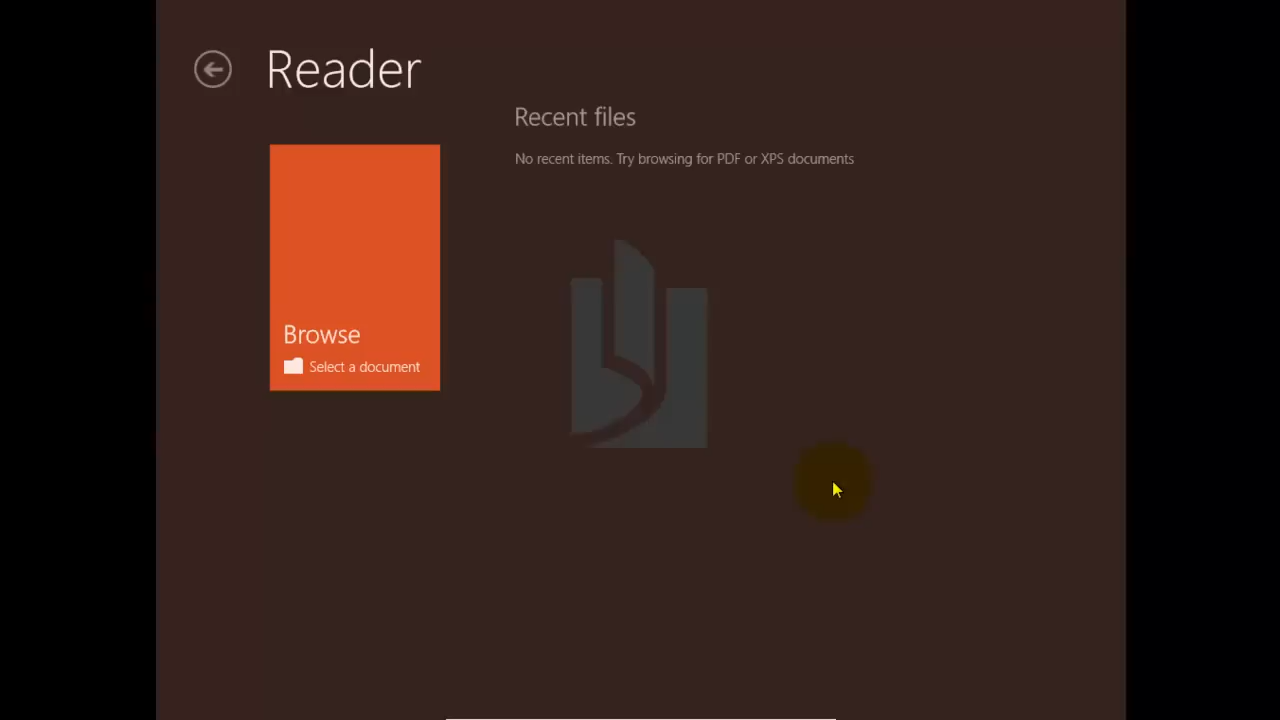 Reader
Recent files
No recent items. Try browsing for PDF or XPS documents
Browse
Select a document